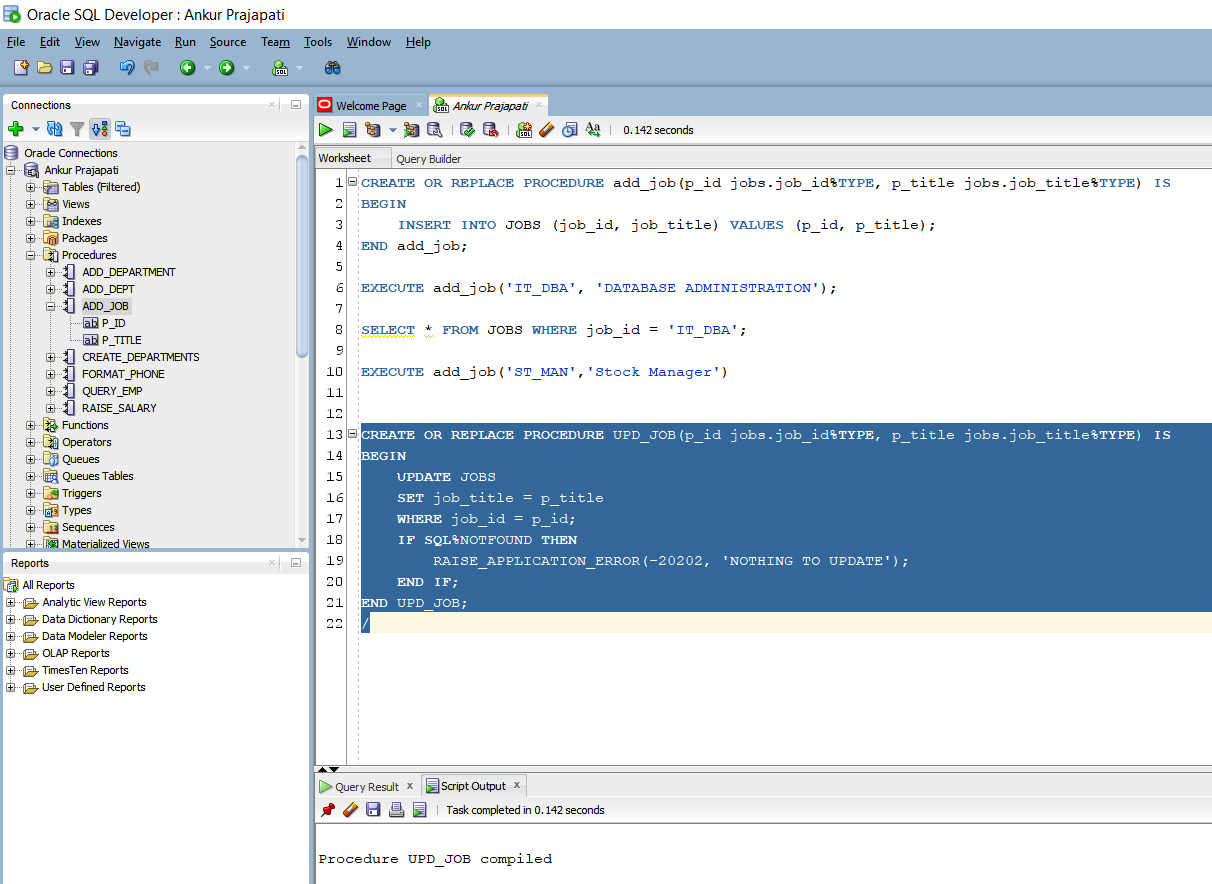 Oracle SQL Developer : Ankur Prajapati
File Edit View Navigate Run Source Team Tools Window Help
Connections
Oracle Connections
Ankur Prajapati
Tables (Filtered)
Views
Indexes
Packages
Procedures
ADD_DEPARTMENT
ADD_DEPT
ADD_JOB
P_ID
P_TITLE
CREATE_DEPARTMENTS
FORMAT_PHONE
QUERY_EMP
RAISE_SALARY
Functions
Operators
Queues
Queues Tables
Triggers
Types
Sequences
Materialized Views
Reports
All Reports
Analytic View Reports
Data Dictionary Reports
Data Modeler Reports
OLAP Reports
TimesTen Reports
User Defined Reports
Welcome Page
Ankur Prajapati
0.142 seconds
Worksheet Query Builder
1 CREATE OR REPLACE PROCEDURE add_job(p_id jobs.job_id%TYPE, p_title jobs.job_title%TYPE) IS
2 BEGIN
3 INSERT INTO JOBS (job_id, job_title) VALUES (p_id, p_title);
4 END add_job;
5
6 EXECUTE add_job('IT_DBA', 'DATABASE ADMINISTRATION');
7
8 SELECT * FROM JOBS WHERE job_id = 'IT_DBA';
9
10 EXECUTE add_job('ST_MAN','Stock Manager')
11
12
13 CREATE OR REPLACE PROCEDURE UPD_JOB(p_id jobs.job_id%TYPE, p_title jobs.job_title%TYPE) IS
14 BEGIN
15 UPDATE JOBS
16 SET job_title = p_title
17 WHERE job_id = p_id;
18 IF SQL%NOTFOUND THEN
19 RAISE_APPLICATION_ERROR(-20202, 'NOTHING TO UPDATE');
20 END IF;
21 END UPD_JOB;
22 /
Query Result x Script Output x
Task completed in 0.142 seconds
Procedure UPD_JOB compiled